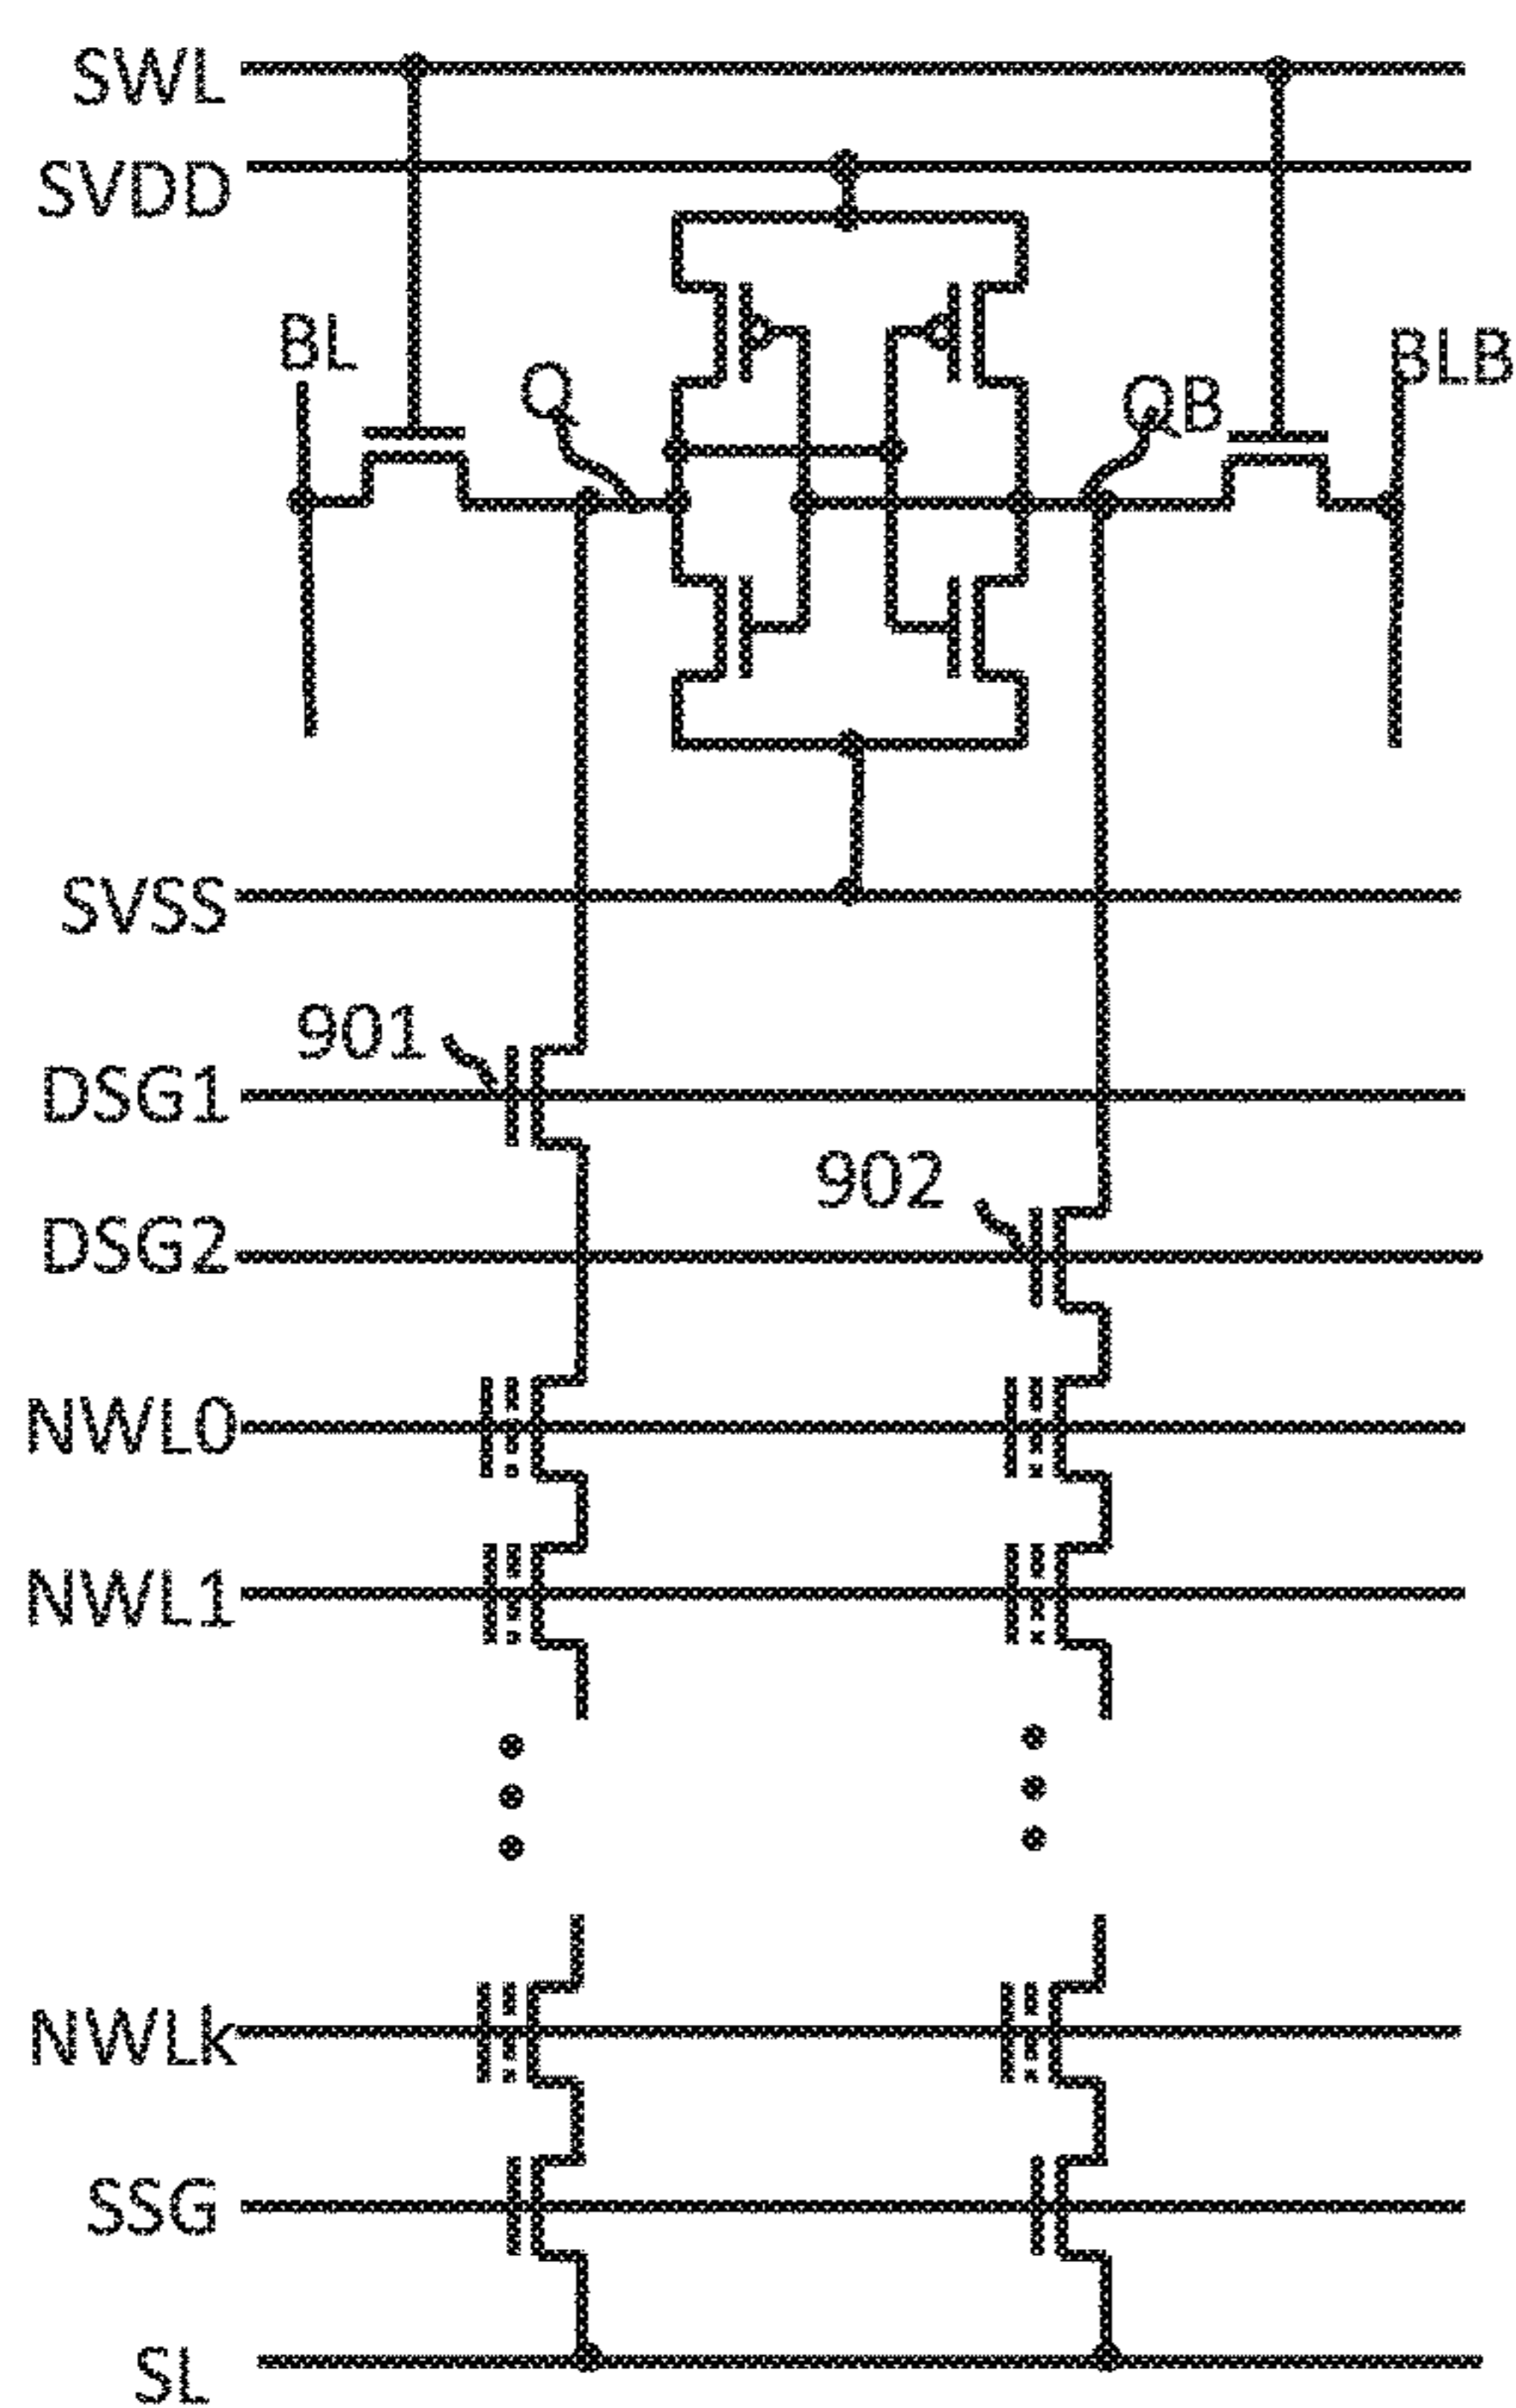 SWL
SVDD
BL
Q
QB
BLB
SVSS
901
DSG1
902
DSG2
NWL0
NWL1
NWLk
SSG
SL